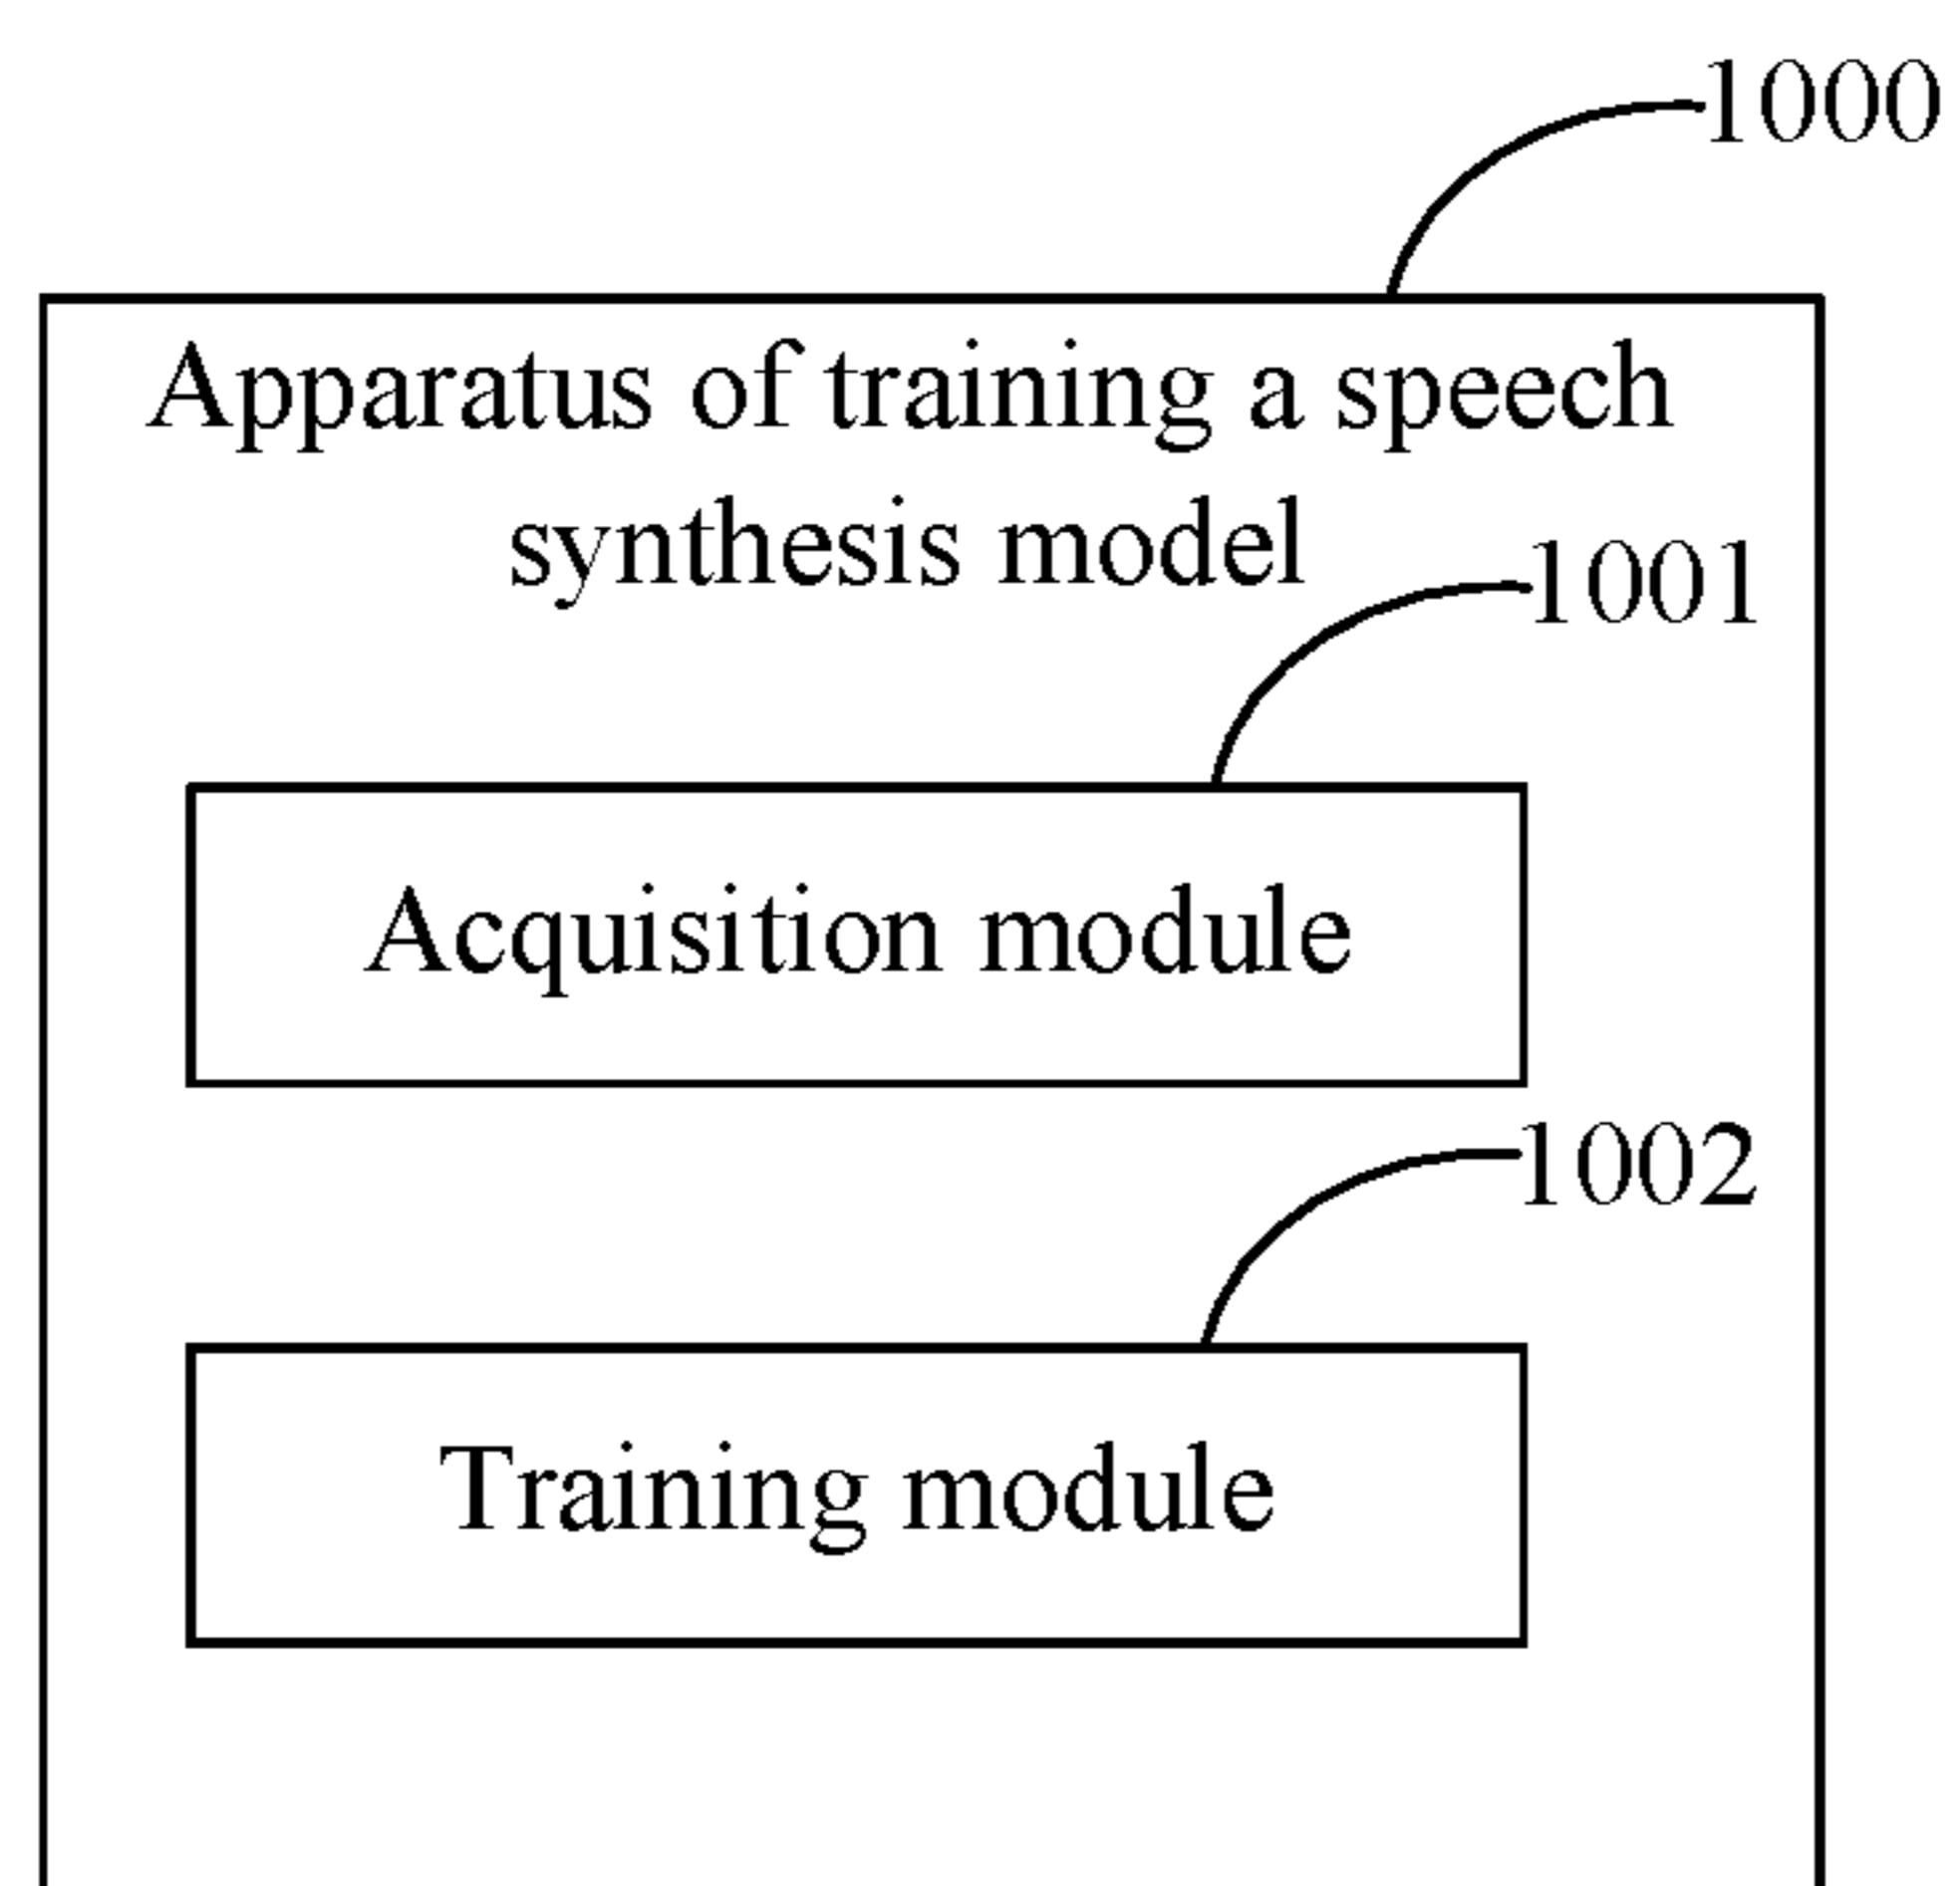 1000
Apparatus of training a speech
synthesis model
1001
Acquisition module
1002
Training module